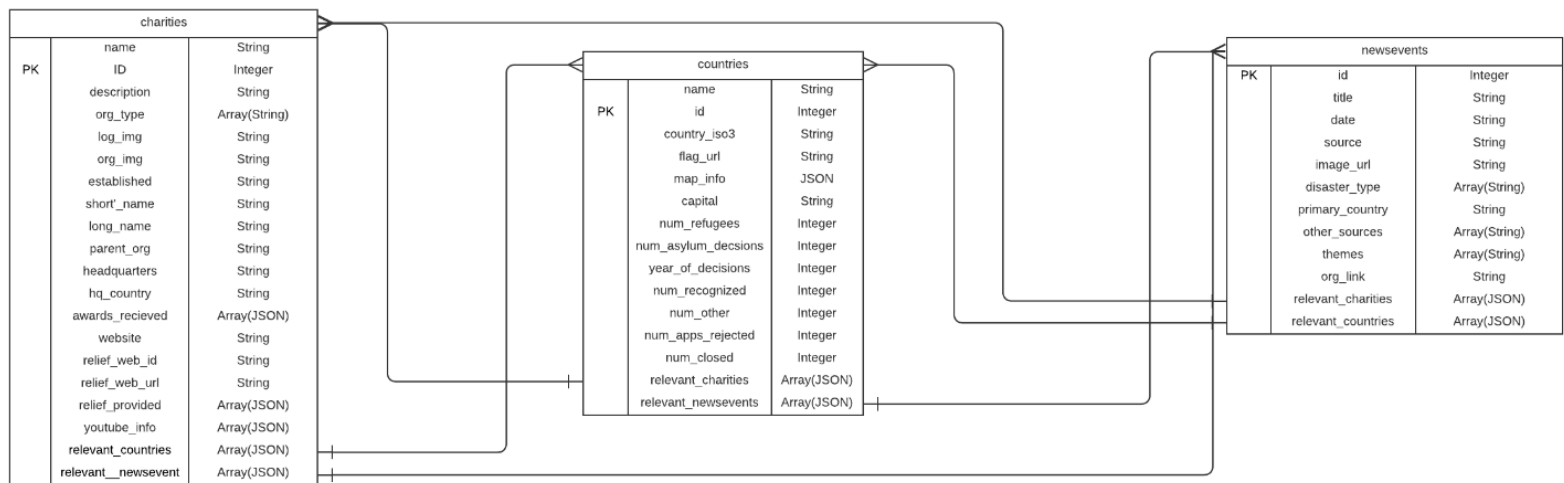 charities
name String
PK ID Integer
description String
org_type Array(String)
log_img String
org_img String
established String
short'_name String
long_name String
parent_org String
headquarters String
hq_country String
awards_recieved Array(JSON)
website String
relief_web_id String
relief_web_url String
relief_provided Array(JSON)
youtube_info Array(JSON)
relevant_countries Array(JSON)
relevant__newsevent Array(JSON)
countries
name String
PK id Integer
country_iso3 String
flag_url String
map_info JSON
capital String
num_refugees Integer
num_asylum_decsions Integer
year_of_decisions Integer
num_recognized Integer
num_other Integer
num_apps_rejected Integer
num_closed Integer
relevant_charities Array(JSON)
relevant_newsevents Array(JSON)
newsevents
PK id Integer
title String
date String
source String
image_url String
disaster_type Array(String)
primary_country String
other_sources Array(String)
themes Array(String)
org_link String
relevant_charities Array(JSON)
relevant_countries Array(JSON)